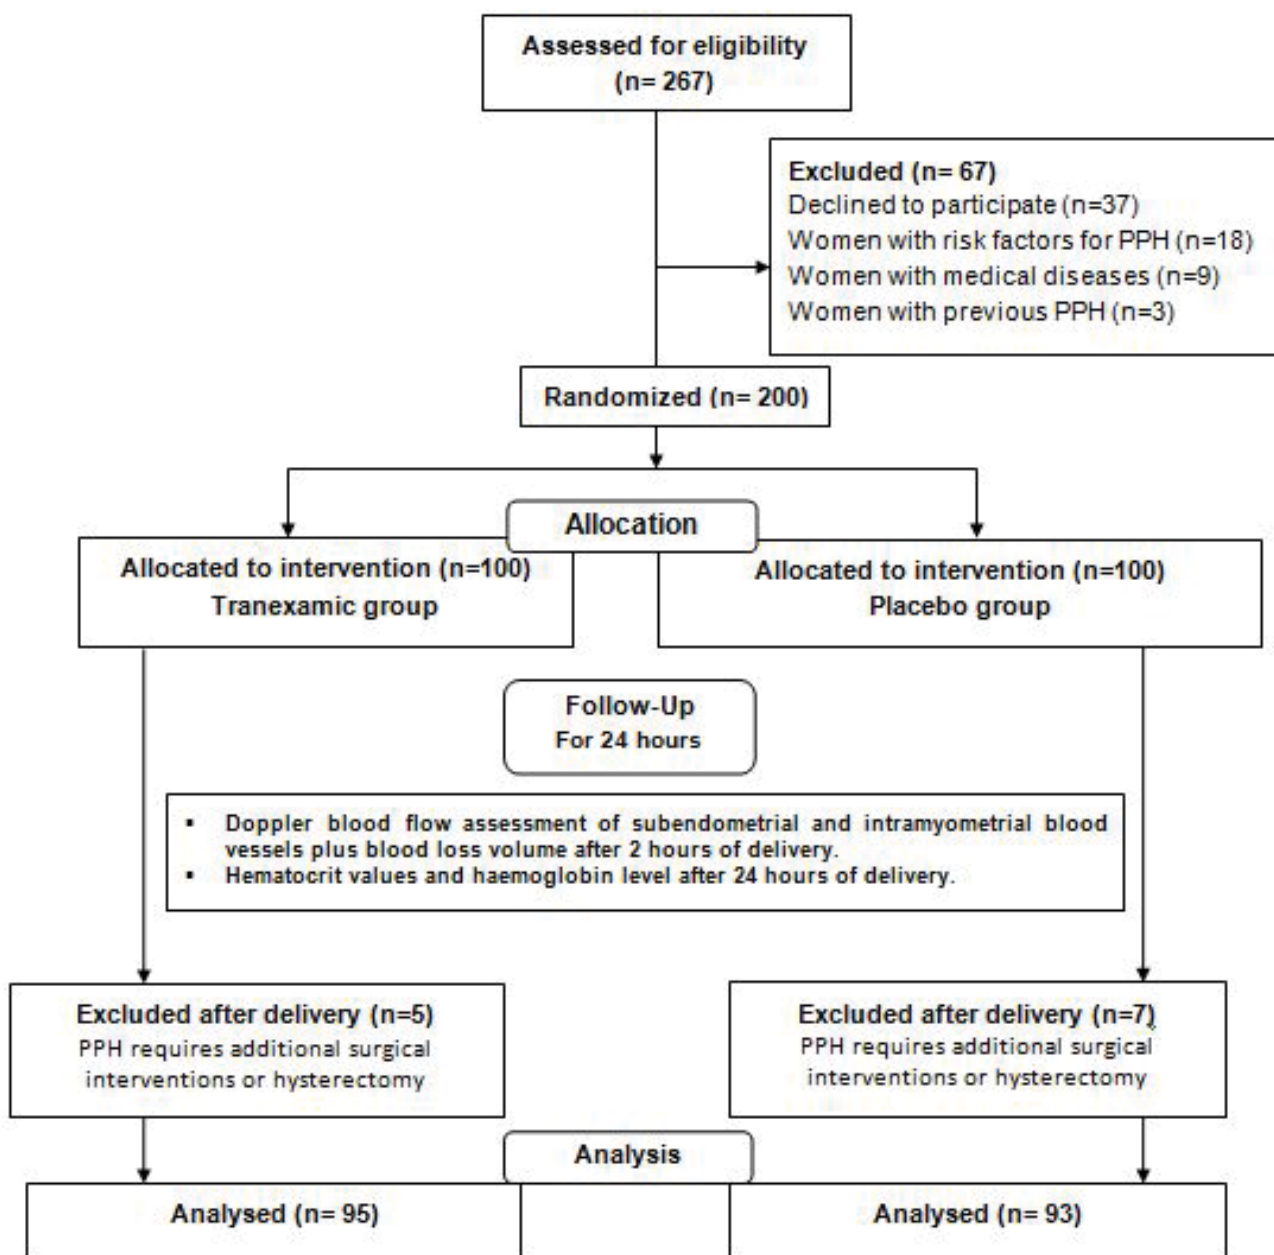 Assessed for eligibility
(n= 267)
Excluded (n= 67)
Declined to participate (n=37)
Women with risk factors for PPH (n=18)
Women with medical diseases (n=9)
Women with previous PPH (n=3)
Randomized (n= 200)
Allocation
Allocated to intervention (n=100)
Tranexamic group
Allocated to intervention (n=100)
Placebo group
Follow-Up
For 24 hours
▪ Doppler blood flow assessment of subendometrial and intramyometrial blood
vessels plus blood loss volume after 2 hours of delivery.
▪ Hematocrit values and haemoglobin level after 24 hours of delivery.
Excluded after delivery (n=5)
PPH requires additional surgical
interventions or hysterectomy
Excluded after delivery (n=7)
PPH requires additional surgical
interventions or hysterectomy
Analysis
Analysed (n= 95)
Analysed (n= 93)